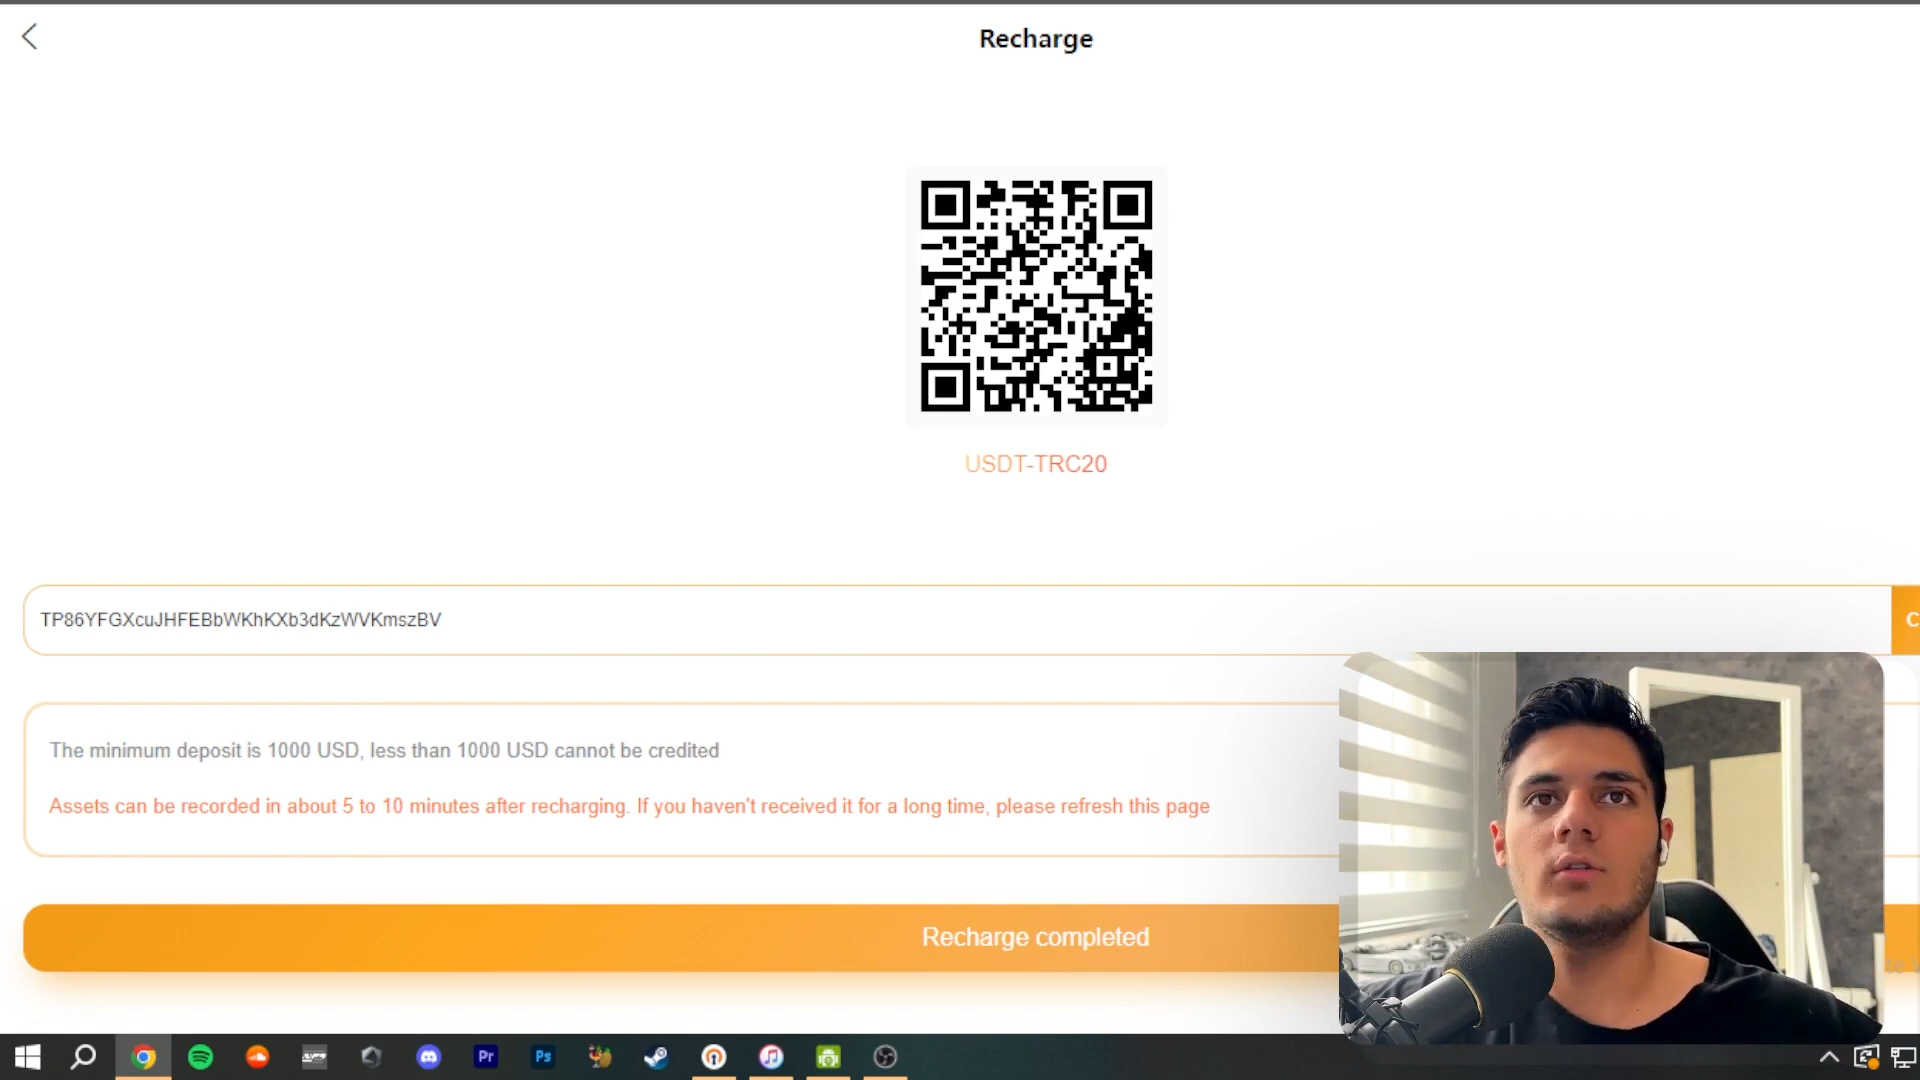 Recharge
USDT-TRC20
TP86YFGXcuJHFEBbWKhKXb3dKzWVKmszBV
C
The minimum deposit is 1000 USD, less than 1000 USD cannot be credited
Assets can be recorded in about 5 to 10 minutes after recharging. If you haven't received it for a long time, please refresh this page
Recharge completed
Pr
Ps